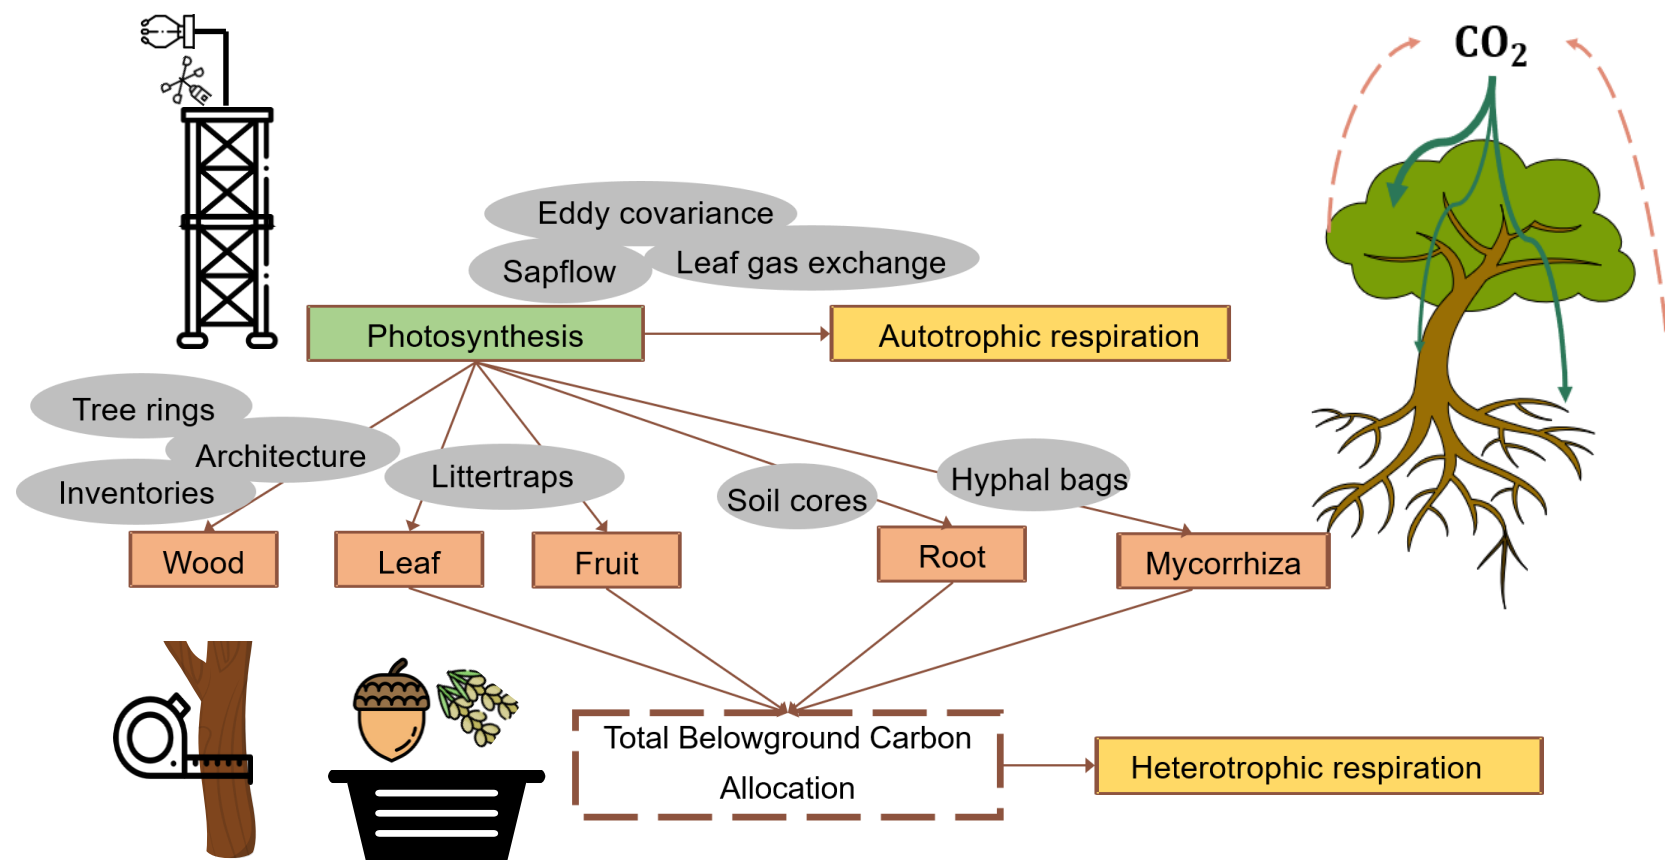 CO₂
Eddy covariance
Sapflow
Leaf gas exchange
Photosynthesis
Autotrophic respiration
Tree rings
Architecture
Inventories
Littertraps
Soil cores
Hyphal bags
Wood
Leaf
Fruit
Root
Mycorrhiza
Total Belowground Carbon
Allocation
Heterotrophic respiration